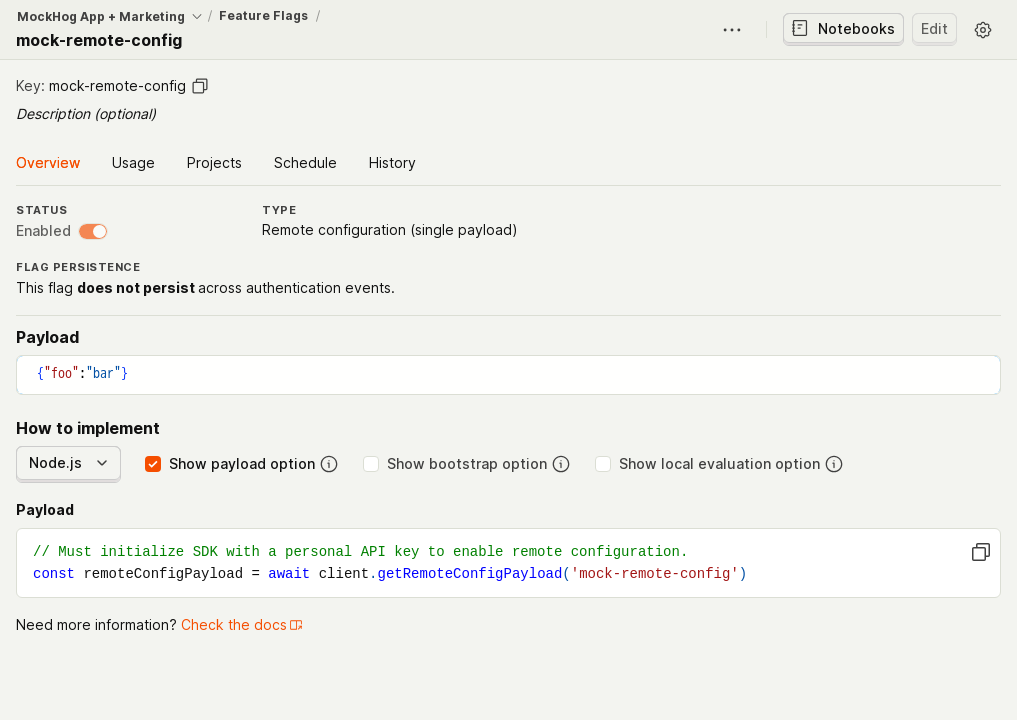 MockHog App + Marketing / Feature Flags /
mock-remote-config
Notebooks
Edit
Key: mock-remote-config
Description (optional)
Overview Usage Projects Schedule History
STATUS
Enabled
TYPE
Remote configuration (single payload)
FLAG PERSISTENCE
This flag does not persist across authentication events.
Payload
{"foo":"bar"}
How to implement
Node.js Show payload option Show bootstrap option Show local evaluation option
Payload
// Must initialize SDK with a personal API key to enable remote configuration.
const remoteConfigPayload = await client.getRemoteConfigPayload('mock-remote-config')
Need more information? Check the docs